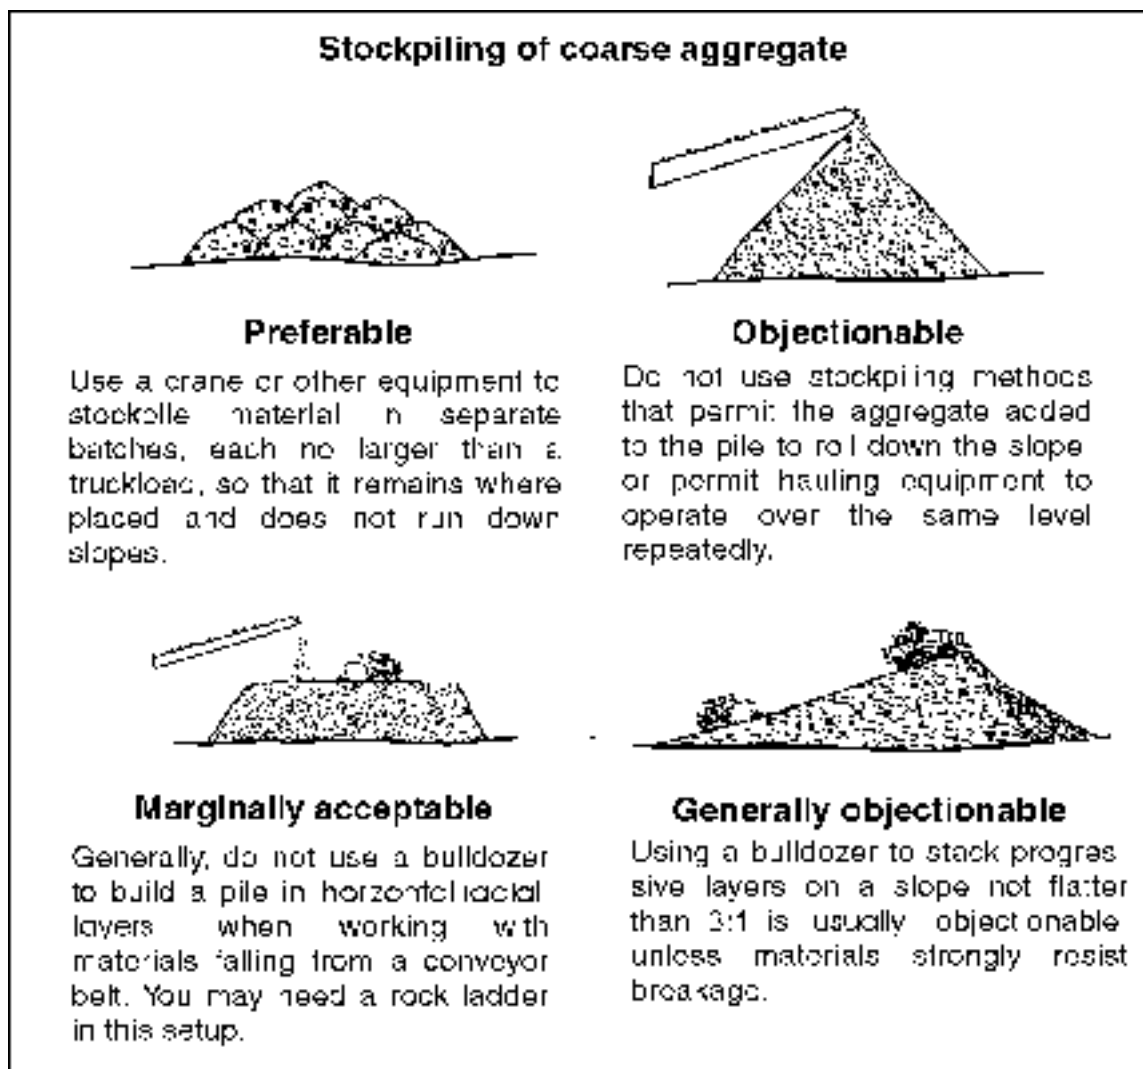 Stockpiling of coarse aggregate
Preferable
Use a crane or other equipment to
stockpile material in separate
batches, each no larger than a
truckload, so that it remains where
placed and does not run down
slopes.
Objectionable
Do not use stockpiling methods
that permit the aggregate added
to the pile to roll down the slope
or permit hauling equipment to
operate over the same level
repeatedly.
Marginally acceptable
Generally, do not use a bulldozer
to build a pile in
layers when working with
materials falling from a conveyor
belt. You may need a rock ladder
in this setup.
Generally objectionable
Using a bulldozer to stack progres-
sive layers on a slope not flatter
than 3:1 is usually objectionable
unless materials strongly resist
breakage.